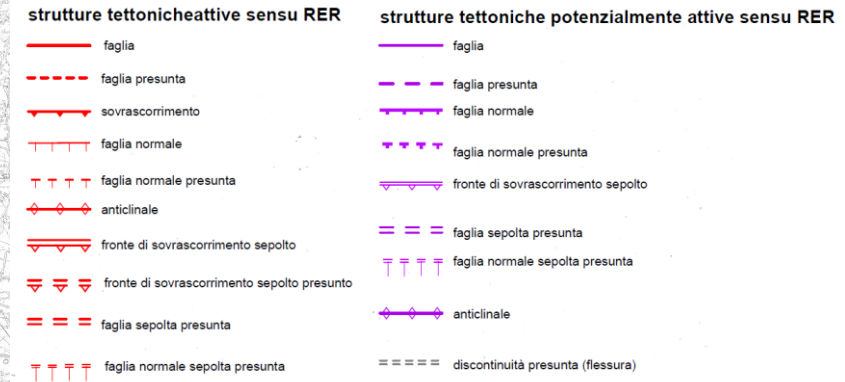 strutture tettonicheattive sensu RER
faglia
faglia presunta
sovrascorrimento
faglia normale
faglia normale presunta
anticlinale
fronte di sovrascorrimento sepolto
fronte di sovrascorrimento sepolto presunto
faglia sepolta presunta
faglia normale sepolta presunta
strutture tettoniche potenzialmente attive sensu RER
faglia
faglia presunta
faglia normale
faglia normale presunta
fronte di sovrascorrimento sepolto
faglia sepolta presunta
faglia normale sepolta presunta
anticlinale
discontinuità presunta (flessura)